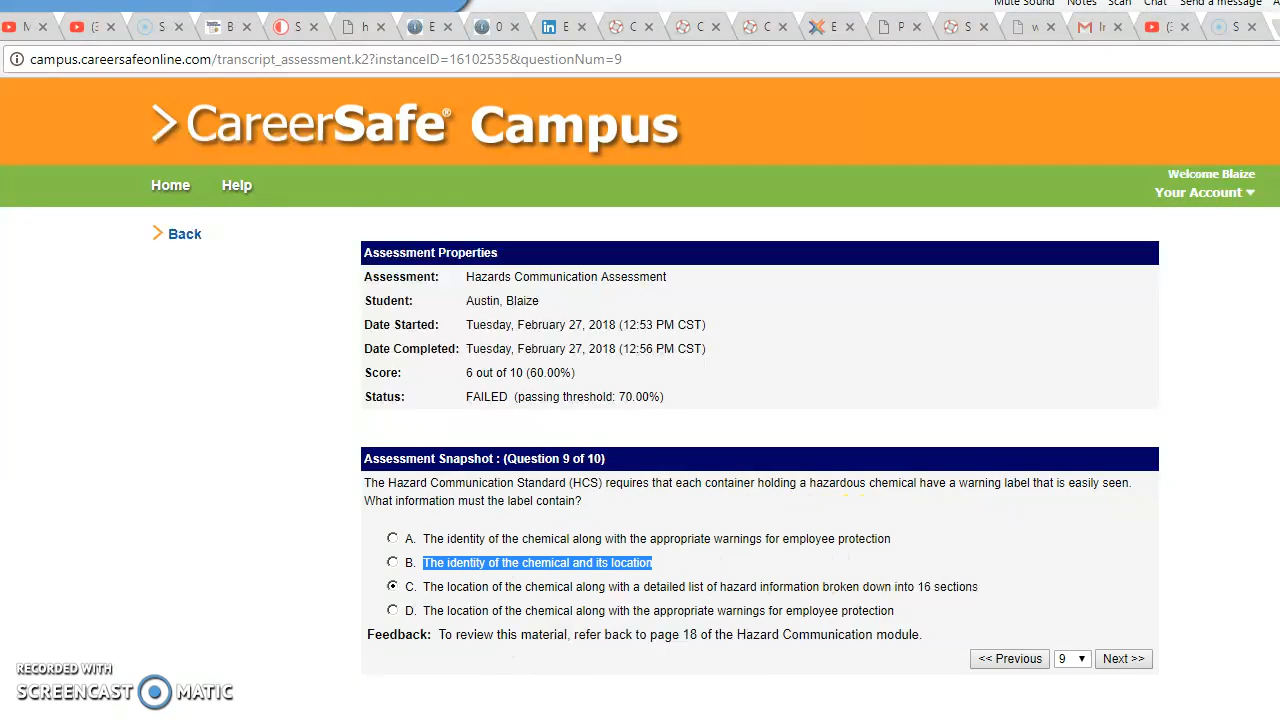 Mute Sound Notes Scan Chat Send a message
campus.careersafeonline.com/transcript_assessment.k2?instanceID=16102535&questionNum=9
CareerSafe® Campus
Home Help
Welcome Blaize
Your Account
Back
Assessment Properties
Assessment: Hazards Communication Assessment
Student: Austin, Blaize
Date Started: Tuesday, February 27, 2018 (12:53 PM CST)
Date Completed: Tuesday, February 27, 2018 (12:56 PM CST)
Score: 6 out of 10 (60.00%)
Status: FAILED (passing threshold: 70.00%)
Assessment Snapshot : (Question 9 of 10)
The Hazard Communication Standard (HCS) requires that each container holding a hazardous chemical have a warning label that is easily seen.
What information must the label contain?
A. The identity of the chemical along with the appropriate warnings for employee protection
B. The identity of the chemical and its location
C. The location of the chemical along with a detailed list of hazard information broken down into 16 sections
D. The location of the chemical along with the appropriate warnings for employee protection
Feedback: To review this material, refer back to page 18 of the Hazard Communication module.
<< Previous 9 Next >>
RECORDED WITH
SCREENCAST MATIC